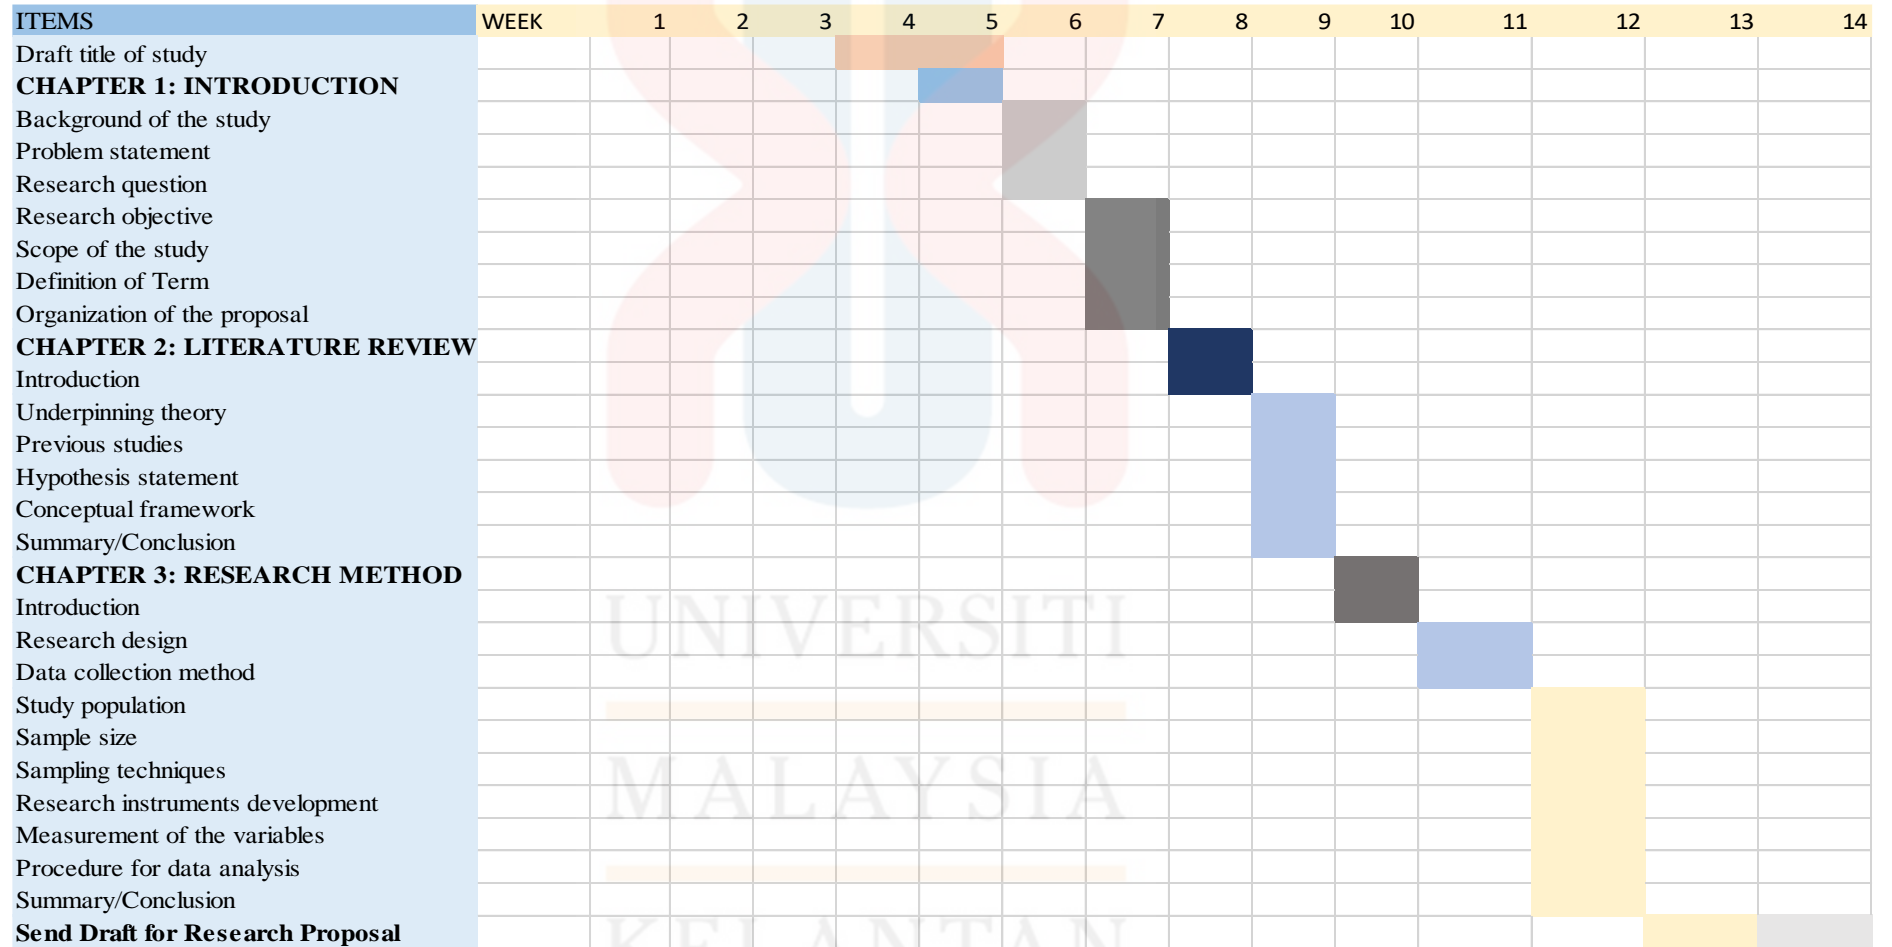 ITEMS WEEK 1 2 3 4 5 6 7 8 9 10 11 12 13 14
Draft title of study
CHAPTER 1: INTRODUCTION
Background of the study
Problem statement
Research question
Research objective
Scope of the study
Definition of Term
Organization of the proposal
CHAPTER 2: LITERATURE REVIEW
Introduction
Underpinning theory
Previous studies
Hypothesis statement
Conceptual framework
Summary/Conclusion
CHAPTER 3: RESEARCH METHOD
Introduction
Research design
Data collection method
Study population
Sample size
Sampling techniques
Research instruments development
Measurement of the variables
Procedure for data analysis
Summary/Conclusion
Send Draft for Research Proposal
UNIVERSITI
MALAYSIA
KELANTAN